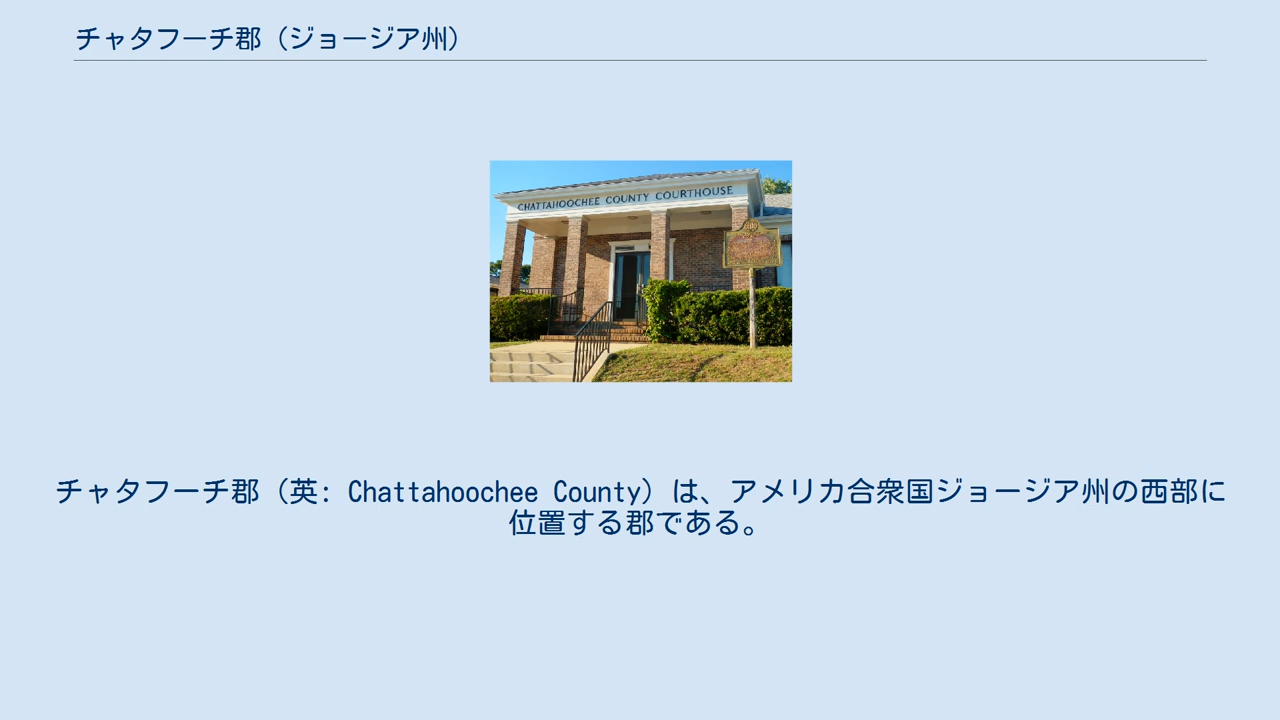 チャタフーチ郡（ジョージア州）
CHATTAHOOCHEE COUNTY COURTHOUSE
チャタフーチ郡（英: Chattahoochee County）は、アメリカ合衆国ジョージア州の西部に
位置する郡である。